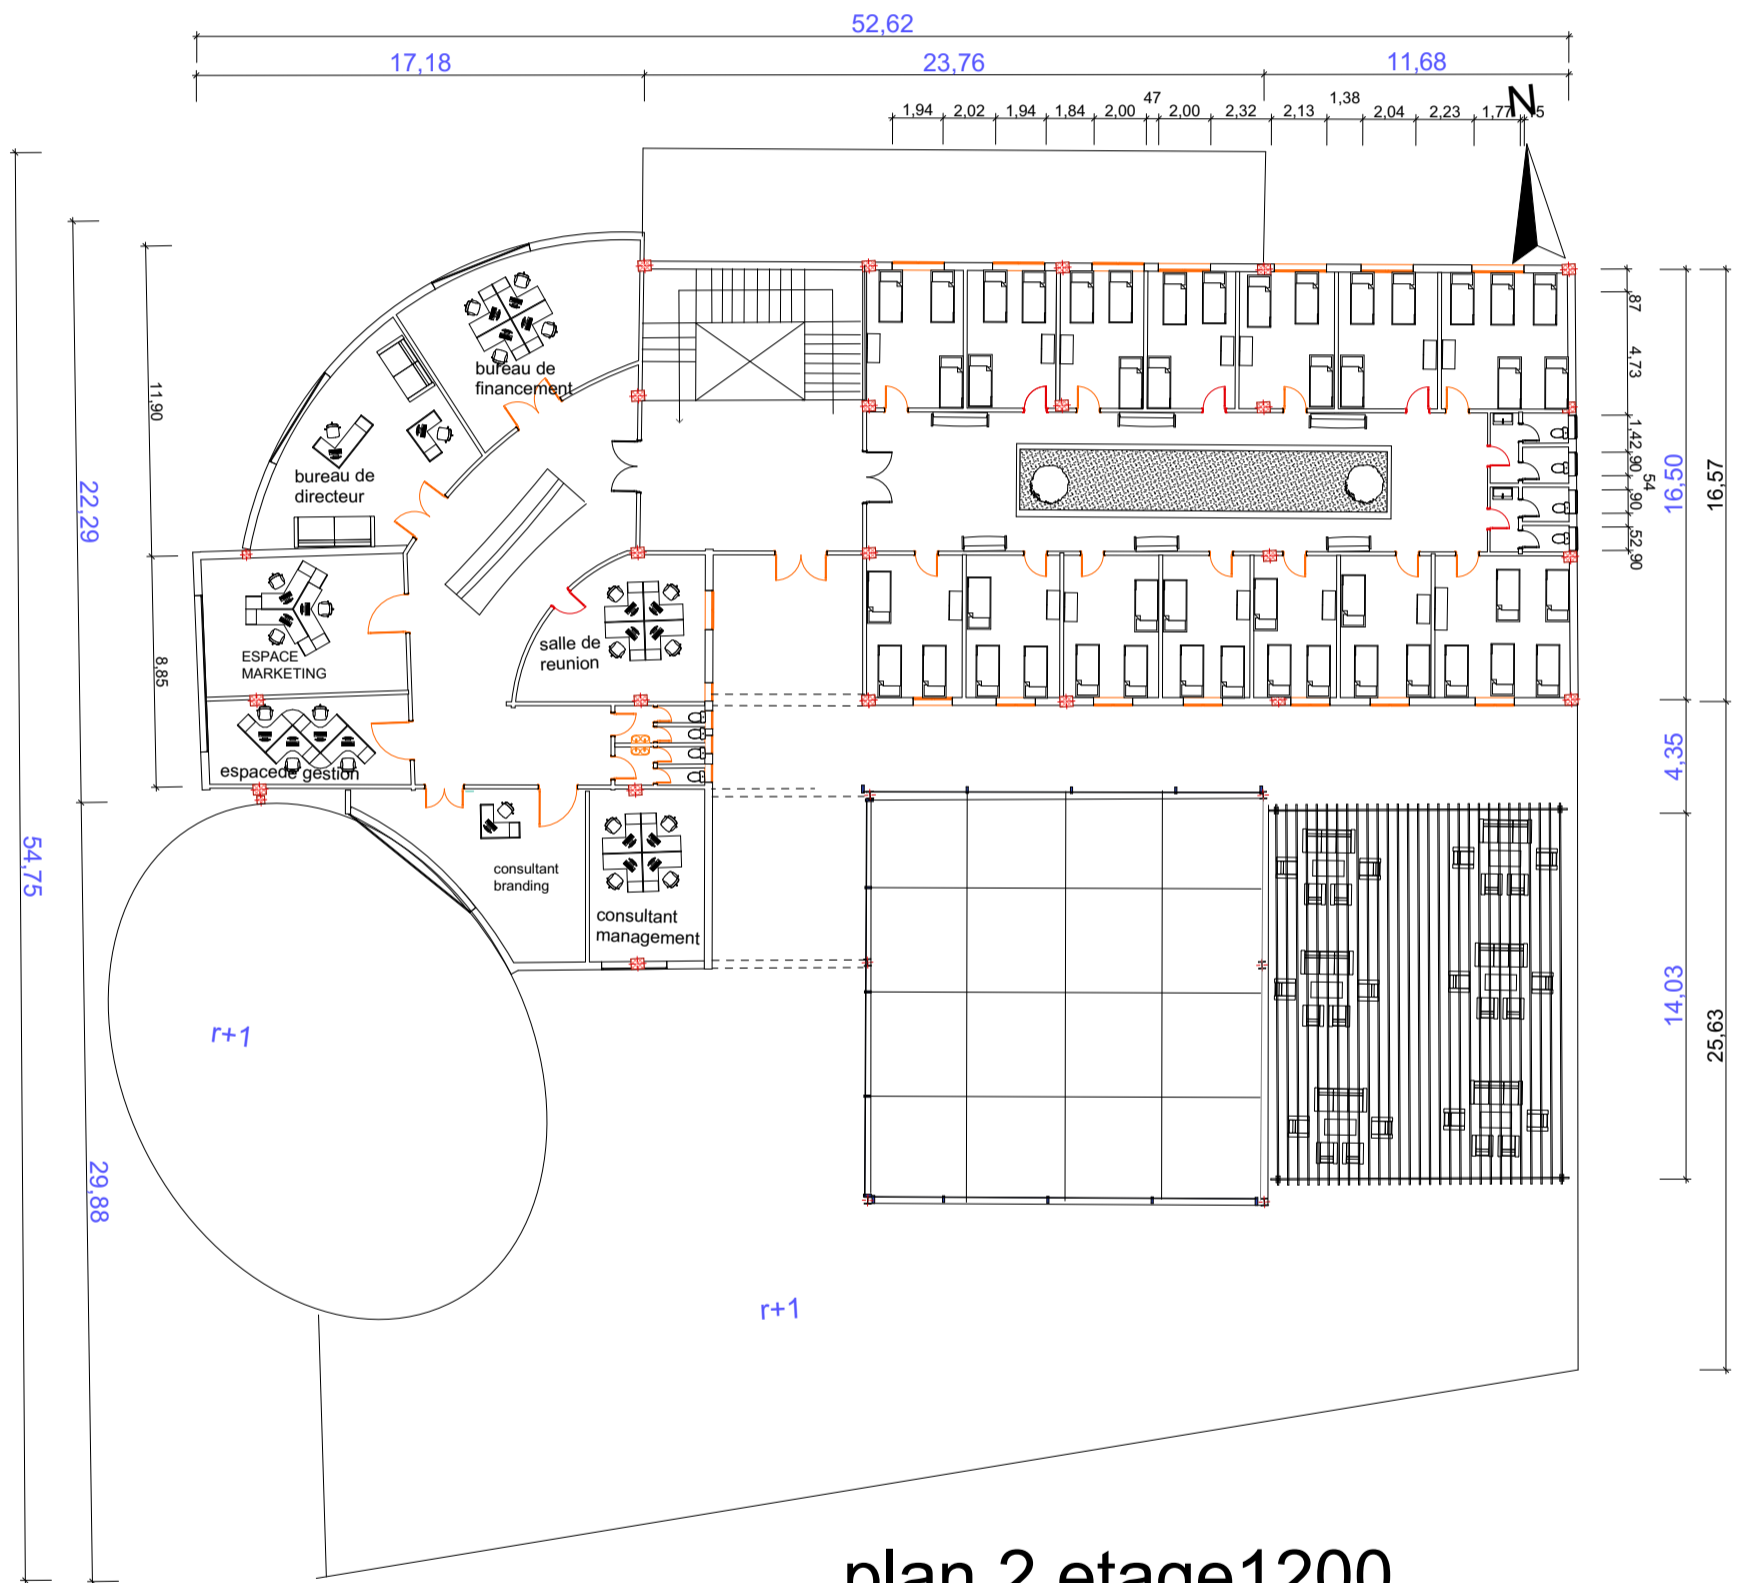 52,62
17,18
23,76
11,68
1,94
2,02
1,94
1,84
2,00
47
2,00
2,32
2,13
1,38
2,04
2,23
1,77
N
54,75
22,29
29,88
11,90
8,85
bureau de
financement
bureau de
directeur
ESPACE
MARKETING
espacede gestion
salle de
reunion
consultant
branding
consultant
management
87
4,73
1,42
,90
54
,90
,52
,90
16,50
16,57
4,35
14,03
25,63
r+1
r+1
plan 2 etage1200